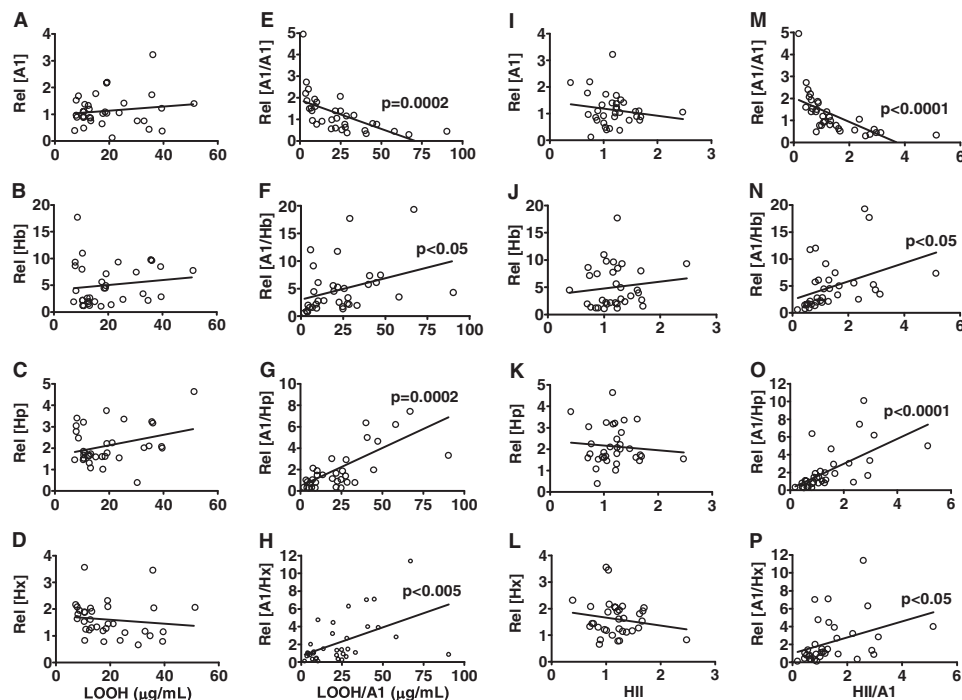 A
Rel [A1]
4
3
2
1
0
0 20 40 60
E
Rel [A1/A1]
5
4
3
2
1
0
p=0.0002
0 25 50 75 100
I
Rel [A1]
4
3
2
1
0
0 1 2 3
M
Rel [A1/A1]
5
4
3
2
1
0
p<0.0001
0 2 4 6
B
Rel [Hb]
20
15
10
5
0
0 20 40 60
F
Rel [A1/Hb]
20
15
10
5
0
p<0.05
0 25 50 75 100
J
Rel [Hb]
20
15
10
5
0
0 1 2 3
N
Rel [A1/Hb]
20
15
10
5
0
p<0.05
0 2 4 6
C
Rel [Hp]
5
4
3
2
1
0
0 20 40 60
G
Rel [A1/Hp]
10
8
6
4
2
0
p=0.0002
0 25 50 75 100
K
Rel [Hp]
5
4
3
2
1
0
0 1 2 3
O
Rel [A1/Hp]
12
10
8
6
4
2
0
p<0.0001
0 2 4 6
D
Rel [Hx]
4
3
2
1
0
0 20 40 60
LOOH (µg/mL)
H
Rel [A1/Hx]
12
10
8
6
4
2
0
p<0.005
0 25 50 75 100
LOOH/A1 (µg/mL)
L
Rel [Hx]
4
3
2
1
0
0 1 2 3
HII
P
Rel [A1/Hx]
12
10
8
6
4
2
0
p<0.05
0 2 4 6
HII/A1